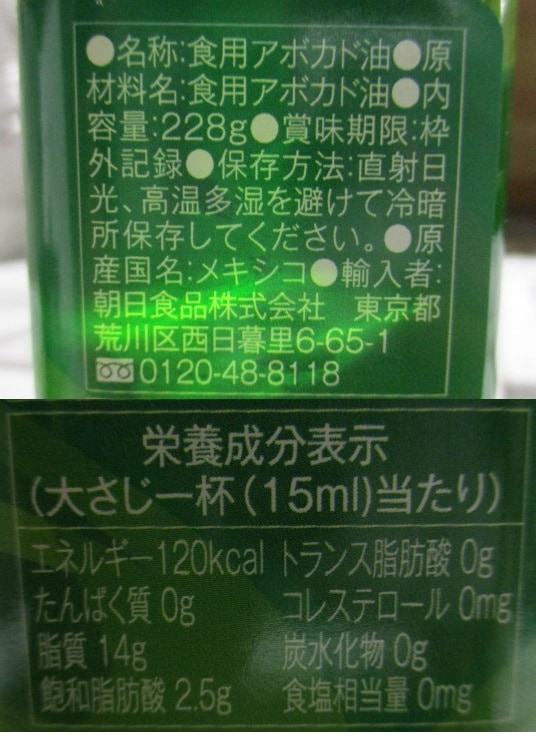 ●名称:食用アボカド油●原
材料名:食用アボカド油●内
容量:228g●賞味期限:枠
外記録●保存方法:直射日
光、高温多湿を避けて冷暗
所保存してください。●原
産国名:メキシコ●輸入者:
朝日食品株式会社　東京都
荒川区西日暮里6-65-1
0120-48-8118
栄養成分表示
(大さじ一杯(15ml)当たり)
エネルギー120kcal トランス脂肪酸 0g
たんぱく質 0g コレステロール 0mg
脂質 14g 炭水化物 0g
飽和脂肪酸 2.5g 食塩相当量 0mg